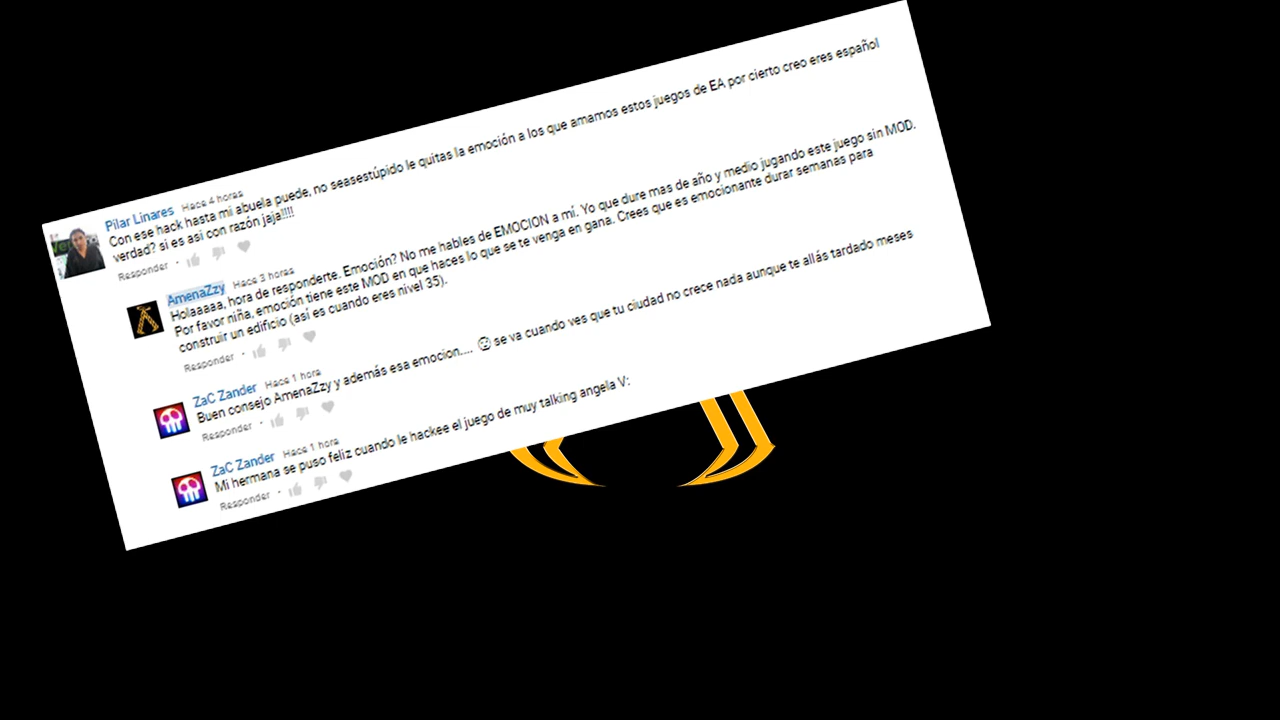 Pilar Linares Hace 4 horas
Con ese hack hasta mi abuela puede, no seasestúpido le quitas la emoción a los que amamos estos juegos de EA por cierto creo eres español
verdad? si es asi con razón jaja!!!!
Responder
AmenaZzy Hace 3 horas
Holaaaaa, hora de responderte. Emoción? No me hables de EMOCION a mí. Yo que dure mas de año y medio jugando este juego sin MOD.
Por favor niña, emoción tiene este MOD en que haces lo que se te venga en gana. Crees que es emocionante durar semanas para
construir un edificio (así es cuando eres nivel 35).
Responder
ZaC Zander Hace 1 hora
Buen consejo AmenaZzy y además esa emocion.... se va cuando ves que tu ciudad no crece nada aunque te allás tardado meses
Responder
ZaC Zander Hace 1 hora
Mi hermana se puso feliz cuando le hackee el juego de muy talking angela V:
Responder